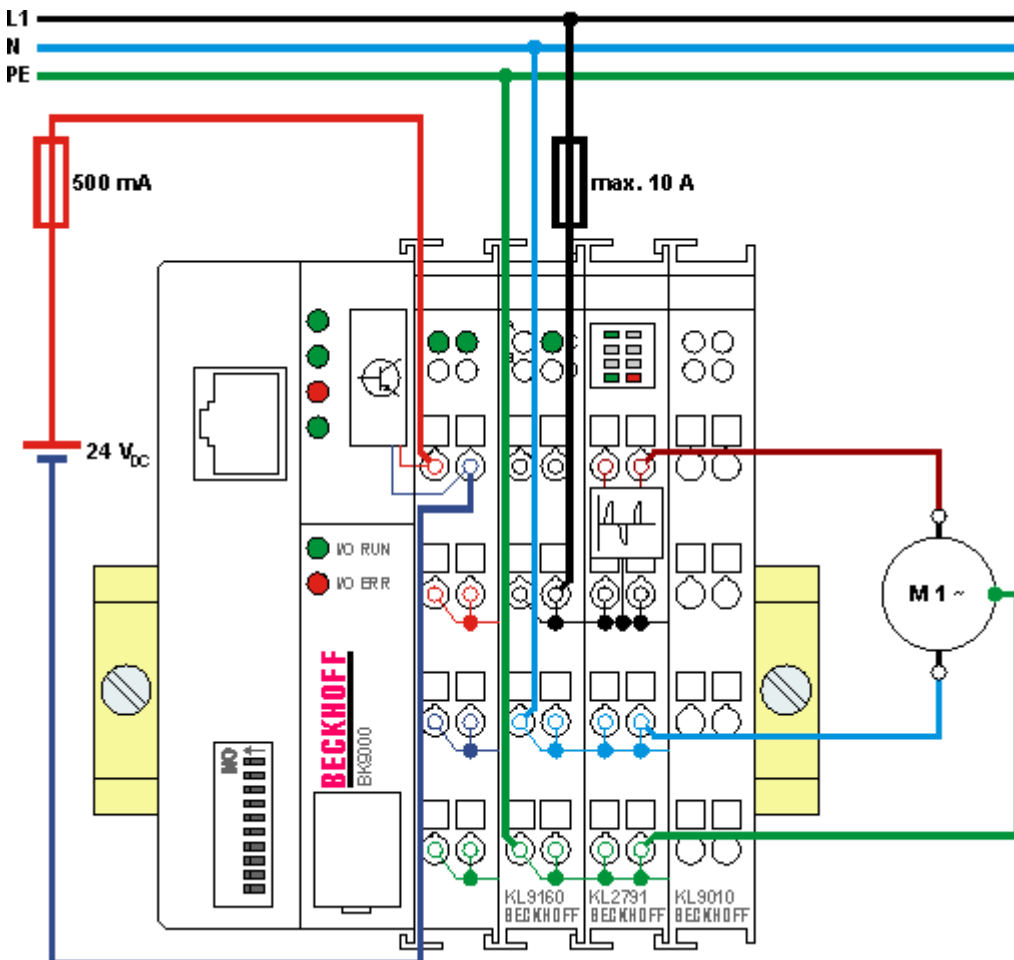 L1
N
PE
500 mA
max. 10 A
24 VDC
I/O RUN
I/O ERR
M 1 ~
BECKHOFF
BK9000
NO
KL9160
BECKHOFF
KL2791
BECKHOFF
KL9010
BECKHOFF